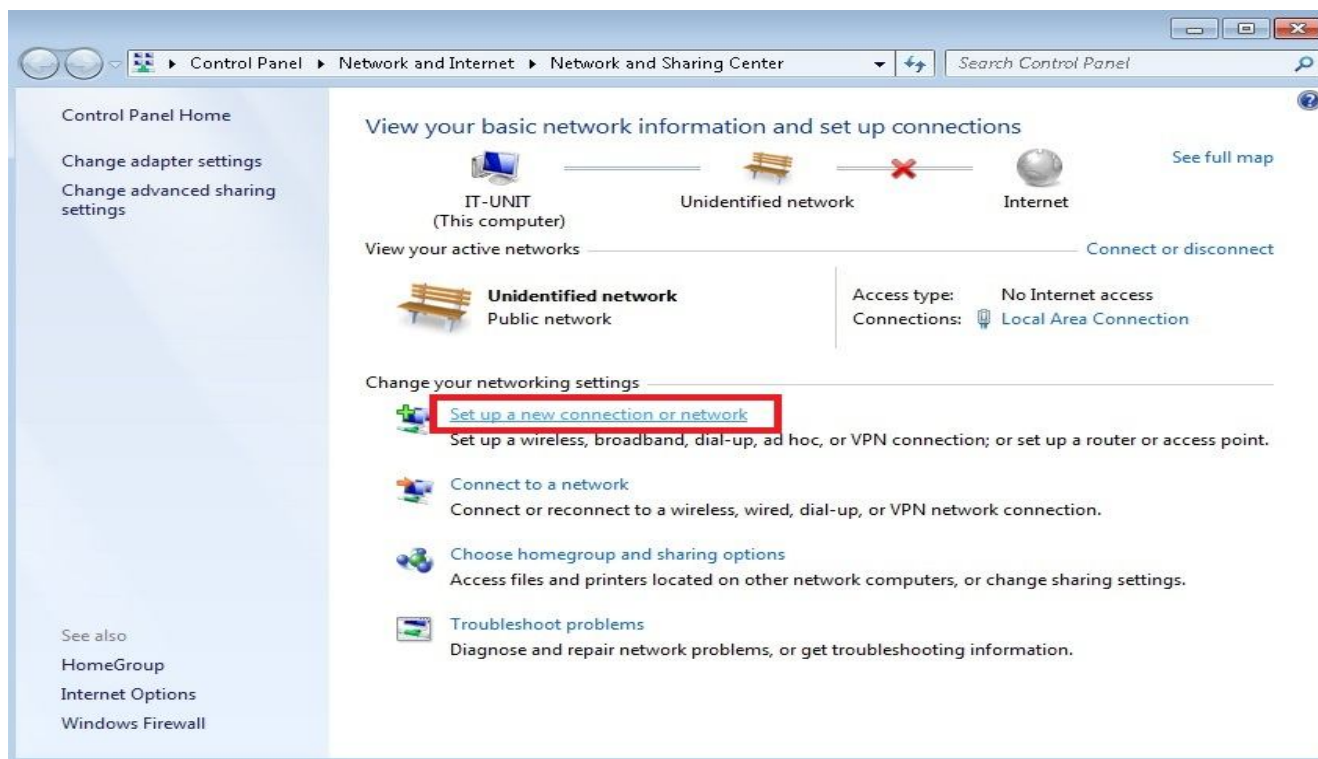 Control Panel ▸ Network and Internet ▸ Network and Sharing Center
Search Control Panel
Control Panel Home
Change adapter settings
Change advanced sharing
settings
See also
HomeGroup
Internet Options
Windows Firewall
View your basic network information and set up connections
See full map
IT-UNIT
(This computer)
Unidentified network
Internet
View your active networks
Connect or disconnect
Unidentified network
Public network
Access type: No Internet access
Connections: Local Area Connection
Change your networking settings
Set up a new connection or network
Set up a wireless, broadband, dial-up, ad hoc, or VPN connection; or set up a router or access point.
Connect to a network
Connect or reconnect to a wireless, wired, dial-up, or VPN network connection.
Choose homegroup and sharing options
Access files and printers located on other network computers, or change sharing settings.
Troubleshoot problems
Diagnose and repair network problems, or get troubleshooting information.